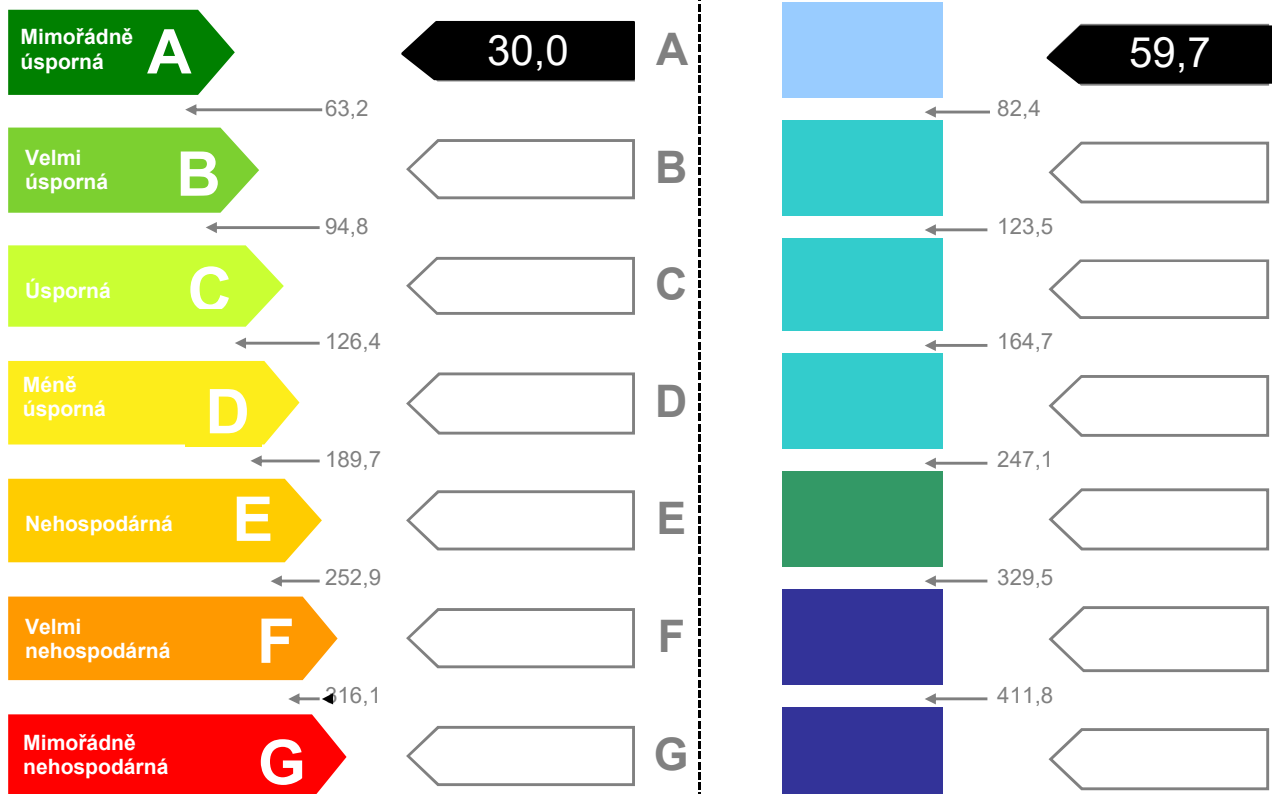 Mimořádně
úsporná
A
30,0
A
59,7
63,2
82,4
Velmi
úsporná
B
B
94,8
123,5
Úsporná
C
C
126,4
164,7
Méně
úsporná
D
D
189,7
247,1
Nehospodárná
E
E
252,9
329,5
Velmi
nehospodárná
F
F
316,1
411,8
Mimořádně
nehospodárná
G
G